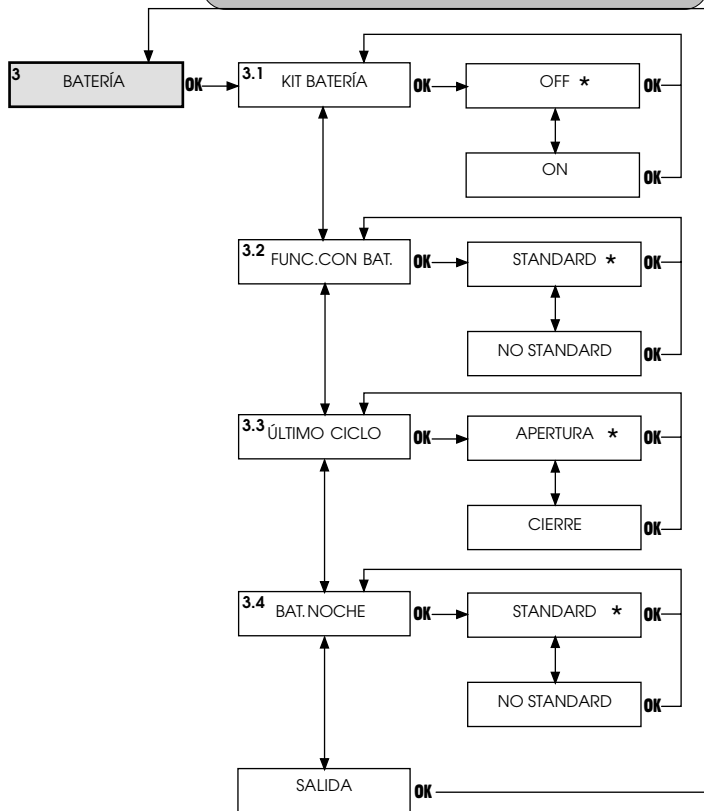 3 BATERÍA OK
3.1 KIT BATERÍA OK
OFF * OK
ON OK
3.2 FUNC.CON BAT. OK
STANDARD * OK
NO STANDARD OK
3.3 ÚLTIMO CICLO OK
APERTURA * OK
CIERRE OK
3.4 BAT.NOCHE OK
STANDARD * OK
NO STANDARD OK
SALIDA OK